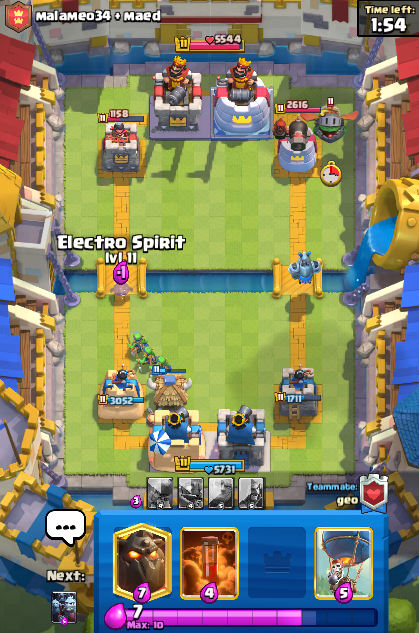 Malameo34 + Maed
Time left:
1:54
5544
1158
2616
Electro Spirit
lvl 11
-1
3052
1711
5731
Teammate:
geo
3
...
7
4
5
Next:
7
Max: 10